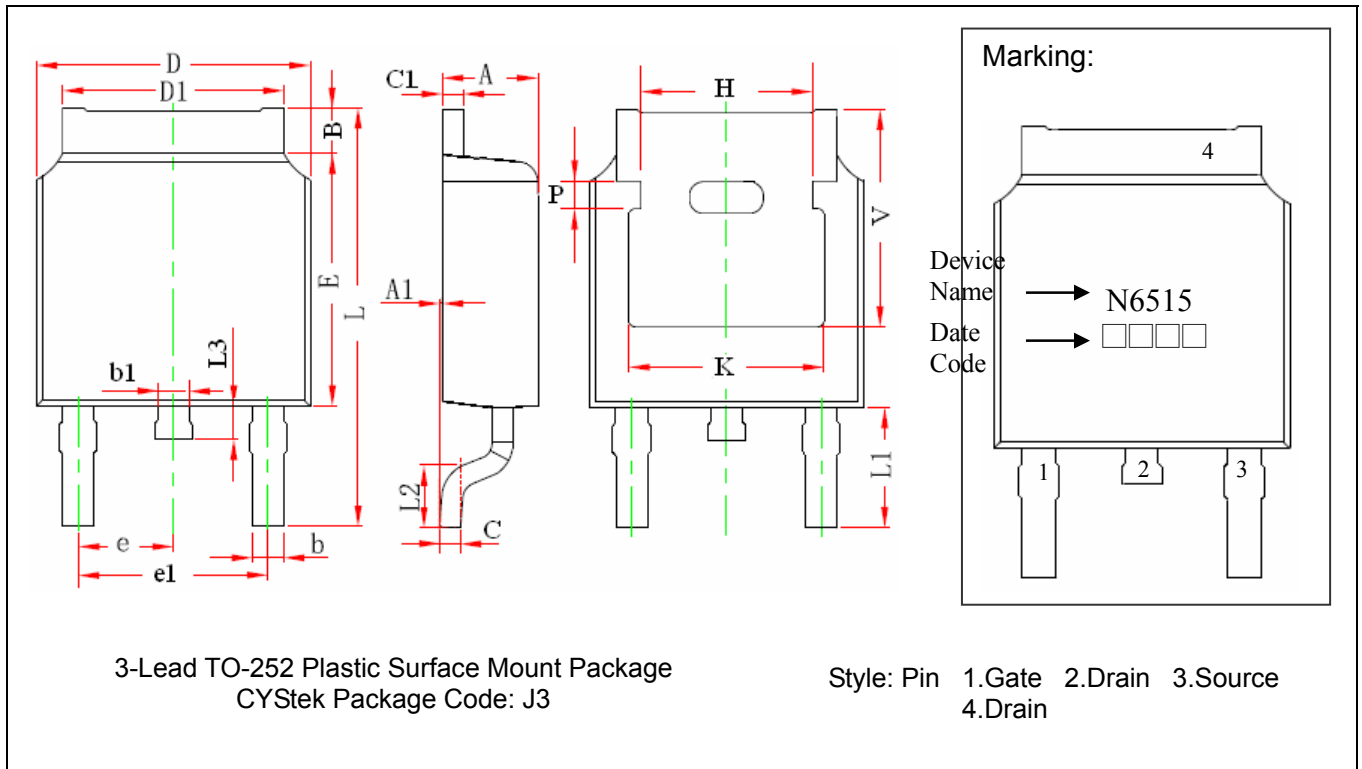 D
D1
B
E
L
L3
b1
e
e1
b
C1
A
A1
L2
C
H
P
V
K
L1
Marking:
4
Device
Name
N6515
Date
Code
□□□□
1
2
3
3-Lead TO-252 Plastic Surface Mount Package
CYStek Package Code: J3
Style: Pin 1.Gate 2.Drain 3.Source
4.Drain